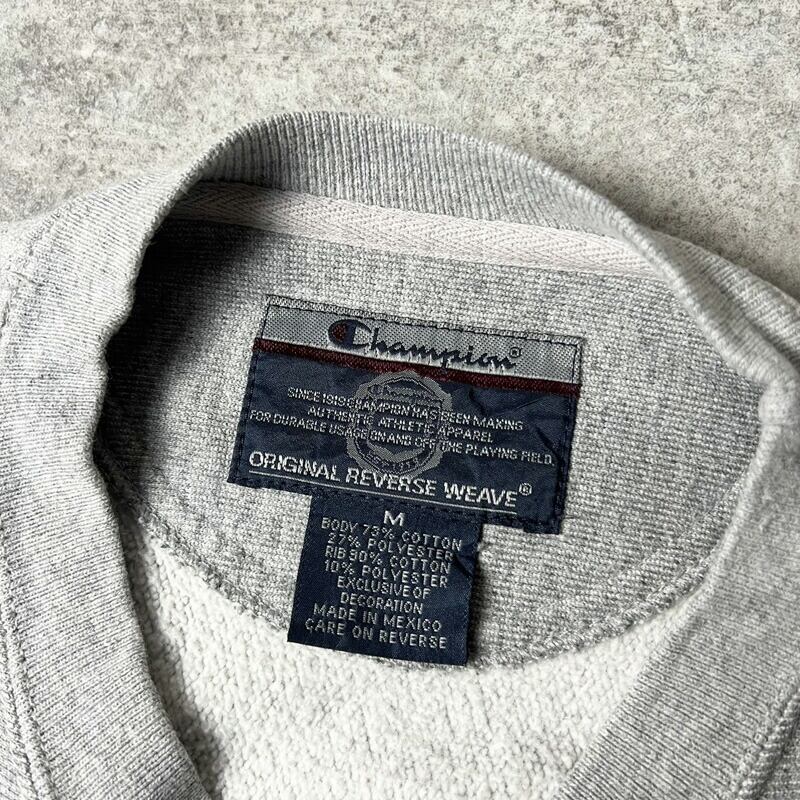 Champion®
Champion
SINCE 1919 CHAMPION HAS BEEN MAKING
AUTHENTIC ATHLETIC APPAREL
FOR DURABLE USAGE ON AND OFF THE PLAYING FIELD.
ORIGINAL REVERSE WEAVE®
M
BODY 73% COTTON
27% POLYESTER
RIB 90% COTTON
10% POLYESTER
EXCLUSIVE OF
DECORATION
MADE IN MEXICO
CARE ON REVERSE